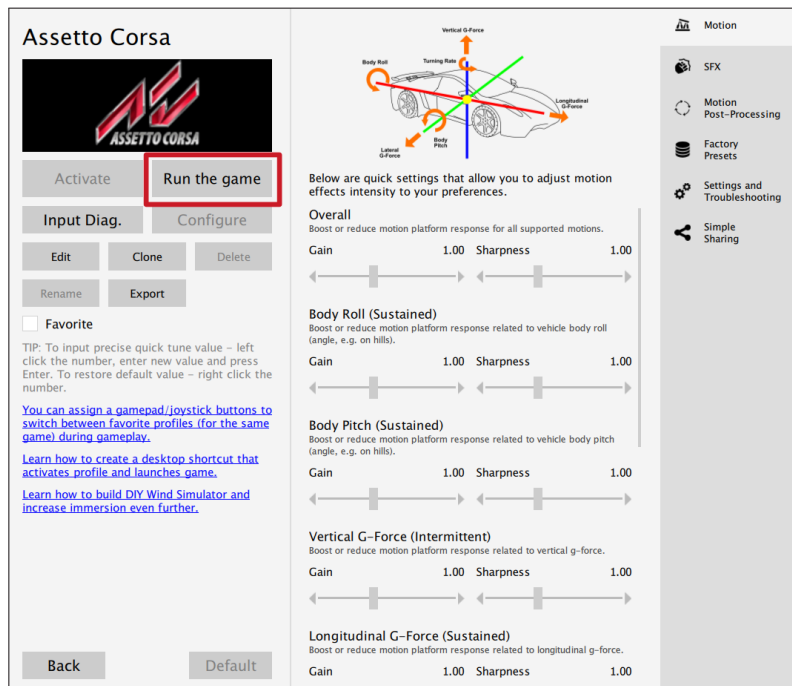 Assetto Corsa
ASSETTO CORSA
Activate
Run the game
Input Diag.
Configure
Edit
Clone
Delete
Rename
Export
Favorite
TIP: To input precise quick tune value – left
click the number, enter new value and press
Enter. To restore default value – right click the
number.
You can assign a gamepad/joystick buttons to
switch between favorite profiles (for the same
game) during gameplay.
Learn how to create a desktop shortcut that
activates profile and launches game.
Learn how to build DIY Wind Simulator and
increase immersion even further.
Back
Default
Vertical G-Force
Body Roll
Turning Rate
Longitudinal
G-Force
Body
Pitch
Lateral
G-Force
Below are quick settings that allow you to adjust motion
effects intensity to your preferences.
Overall
Boost or reduce motion platform response for all supported motions.
Gain 1.00 Sharpness 1.00
Body Roll (Sustained)
Boost or reduce motion platform response related to vehicle body roll
(angle, e.g. on hills).
Gain 1.00 Sharpness 1.00
Body Pitch (Sustained)
Boost or reduce motion platform response related to vehicle body pitch
(angle, e.g. on hills).
Gain 1.00 Sharpness 1.00
Vertical G-Force (Intermittent)
Boost or reduce motion platform response related to vertical g-force.
Gain 1.00 Sharpness 1.00
Longitudinal G-Force (Sustained)
Boost or reduce motion platform response related to longitudinal g-force.
Gain 1.00 Sharpness 1.00
Motion
SFX
Motion
Post-Processing
Factory
Presets
Settings and
Troubleshooting
Simple
Sharing